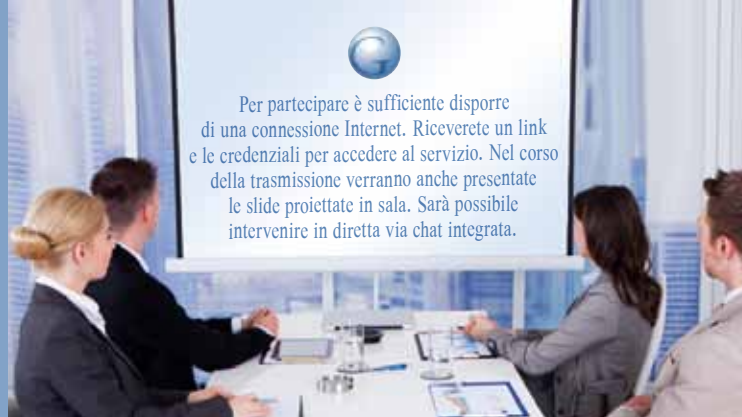 Per partecipare è sufficiente disporre
di una connessione Internet. Riceverete un link
e le credenziali per accedere al servizio. Nel corso
della trasmissione verranno anche presentate
le slide proiettate in sala. Sarà possibile
intervenire in diretta via chat integrata.